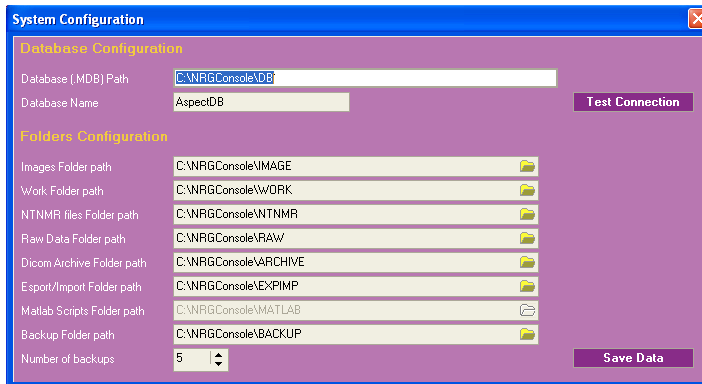 System Configuration
Database Configuration
Database (.MDB) Path C:\NRGConsole\DB
Database Name AspectDB Test Connection
Folders Configuration
Images Folder path C:\NRGConsole\IMAGE
Work Folder path C:\NRGConsole\WORK
NTNMR files Folder path C:\NRGConsole\NTNMR
Raw Data Folder path C:\NRGConsole\RAW
Dicom Archive Folder path C:\NRGConsole\ARCHIVE
Esport/Import Folder path C:\NRGConsole\EXPIMP
Matlab Scripts Folder path C:\NRGConsole\MATLAB
Backup Folder path C:\NRGConsole\BACKUP
Number of backups 5 Save Data